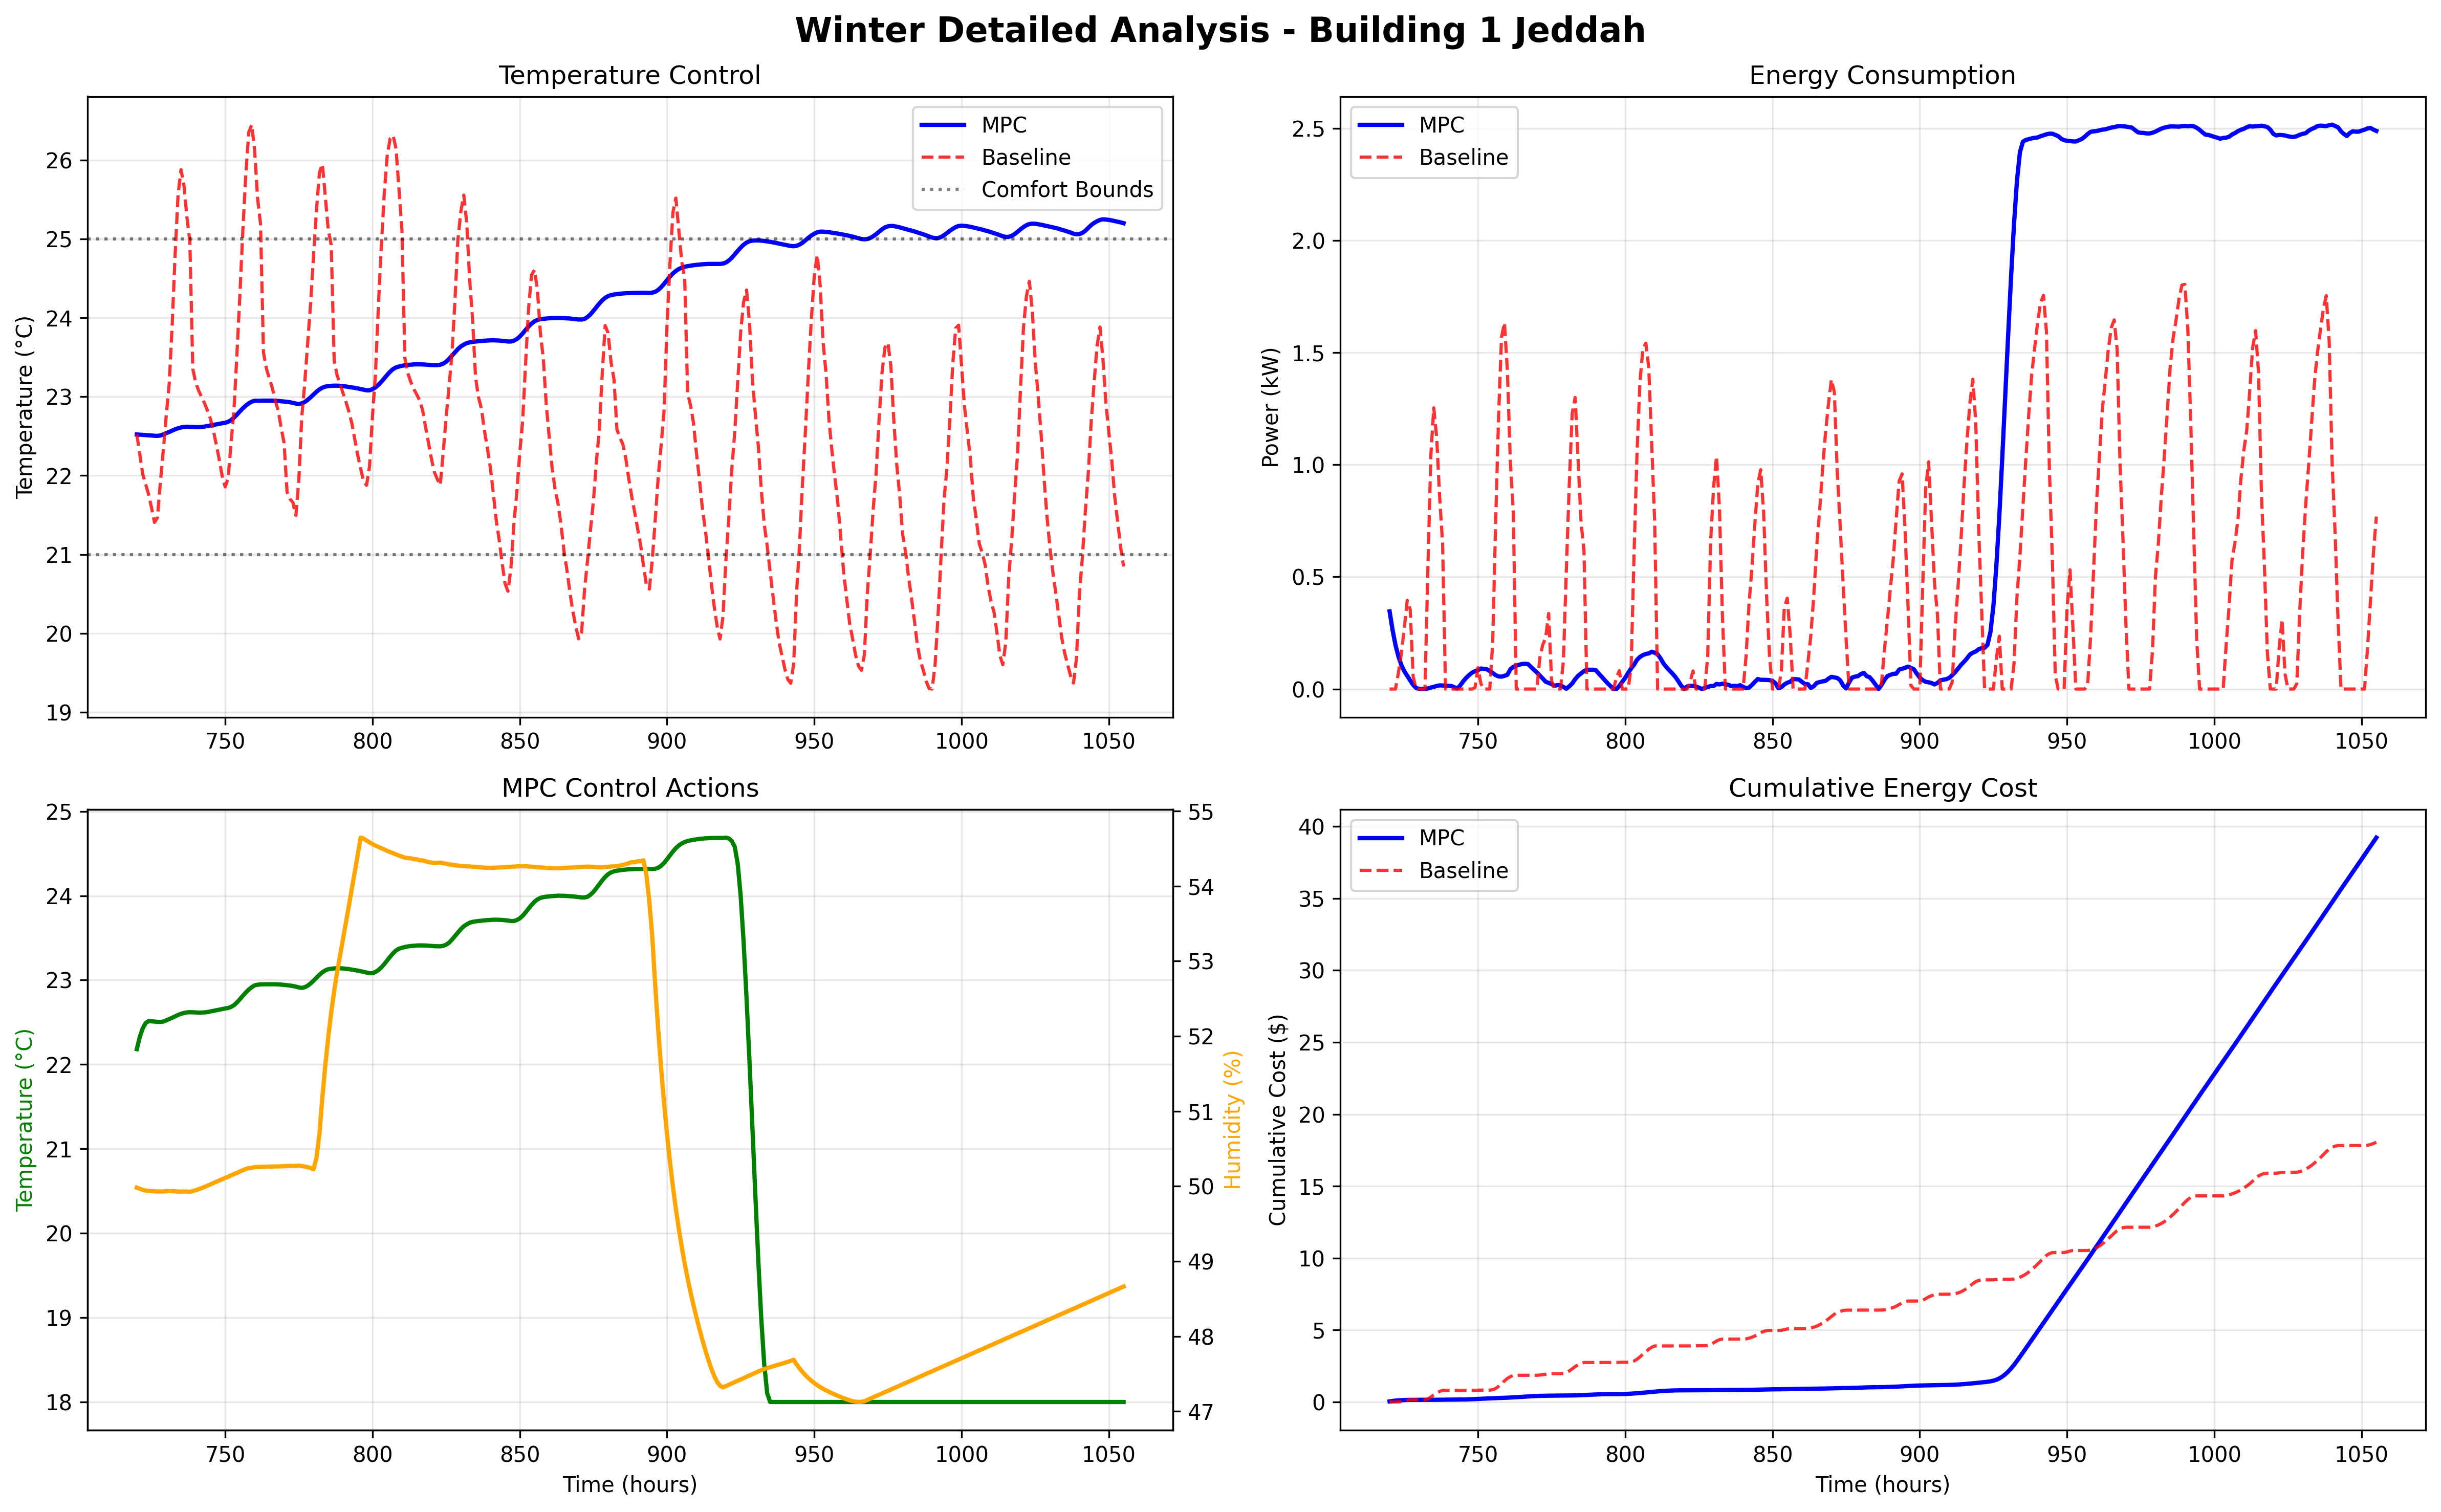 Winter Detailed Analysis - Building 1 Jeddah
Temperature Control
Temperature (°C)
26
25
24
23
22
21
20
19
750 800 850 900 950 1000 1050
MPC
Baseline
Comfort Bounds
Energy Consumption
Power (kW)
2.5
2.0
1.5
1.0
0.5
0.0
750 800 850 900 950 1000 1050
MPC
Baseline
MPC Control Actions
Temperature (°C)
25
24
23
22
21
20
19
18
55
54
53
52
51
50
49
48
47
Humidity (%)
750 800 850 900 950 1000 1050
Time (hours)
Cumulative Energy Cost
Cumulative Cost ($)
40
35
30
25
20
15
10
5
0
750 800 850 900 950 1000 1050
Time (hours)
MPC
Baseline